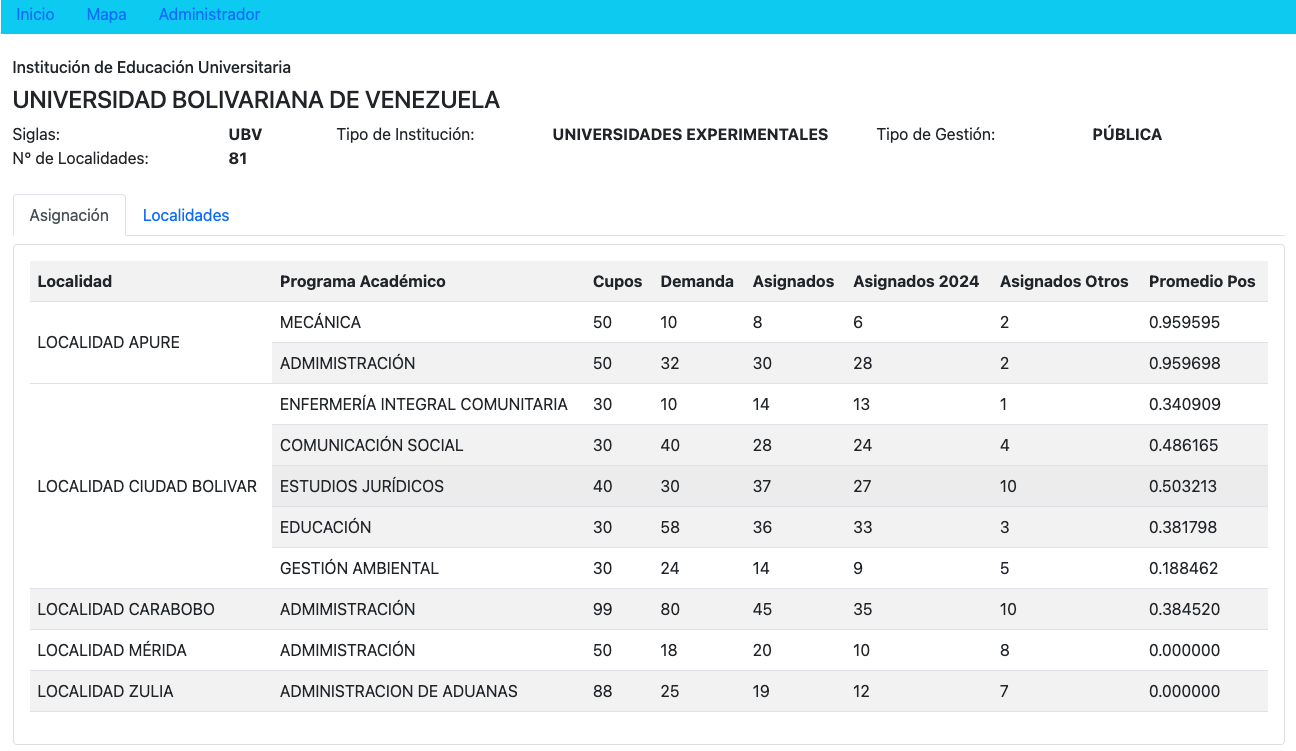 Inicio Mapa Administrador
Institución de Educación Universitaria
UNIVERSIDAD BOLIVARIANA DE VENEZUELA
Siglas: UBV Tipo de Institución: UNIVERSIDADES EXPERIMENTALES Tipo de Gestión: PÚBLICA
N° de Localidades: 81
Asignación Localidades
Localidad Programa Académico Cupos Demanda Asignados Asignados 2024 Asignados Otros Promedio Pos
LOCALIDAD APURE MECÁNICA 50 10 8 6 2 0.959595
ADMIMISTRACIÓN 50 32 30 28 2 0.959698
LOCALIDAD CIUDAD BOLIVAR ENFERMERÍA INTEGRAL COMUNITARIA 30 10 14 13 1 0.340909
COMUNICACIÓN SOCIAL 30 40 28 24 4 0.486165
ESTUDIOS JURÍDICOS 40 30 37 27 10 0.503213
EDUCACIÓN 30 58 36 33 3 0.381798
GESTIÓN AMBIENTAL 30 24 14 9 5 0.188462
LOCALIDAD CARABOBO ADMIMISTRACIÓN 99 80 45 35 10 0.384520
LOCALIDAD MÉRIDA ADMIMISTRACIÓN 50 18 20 10 8 0.000000
LOCALIDAD ZULIA ADMINISTRACION DE ADUANAS 88 25 19 12 7 0.000000